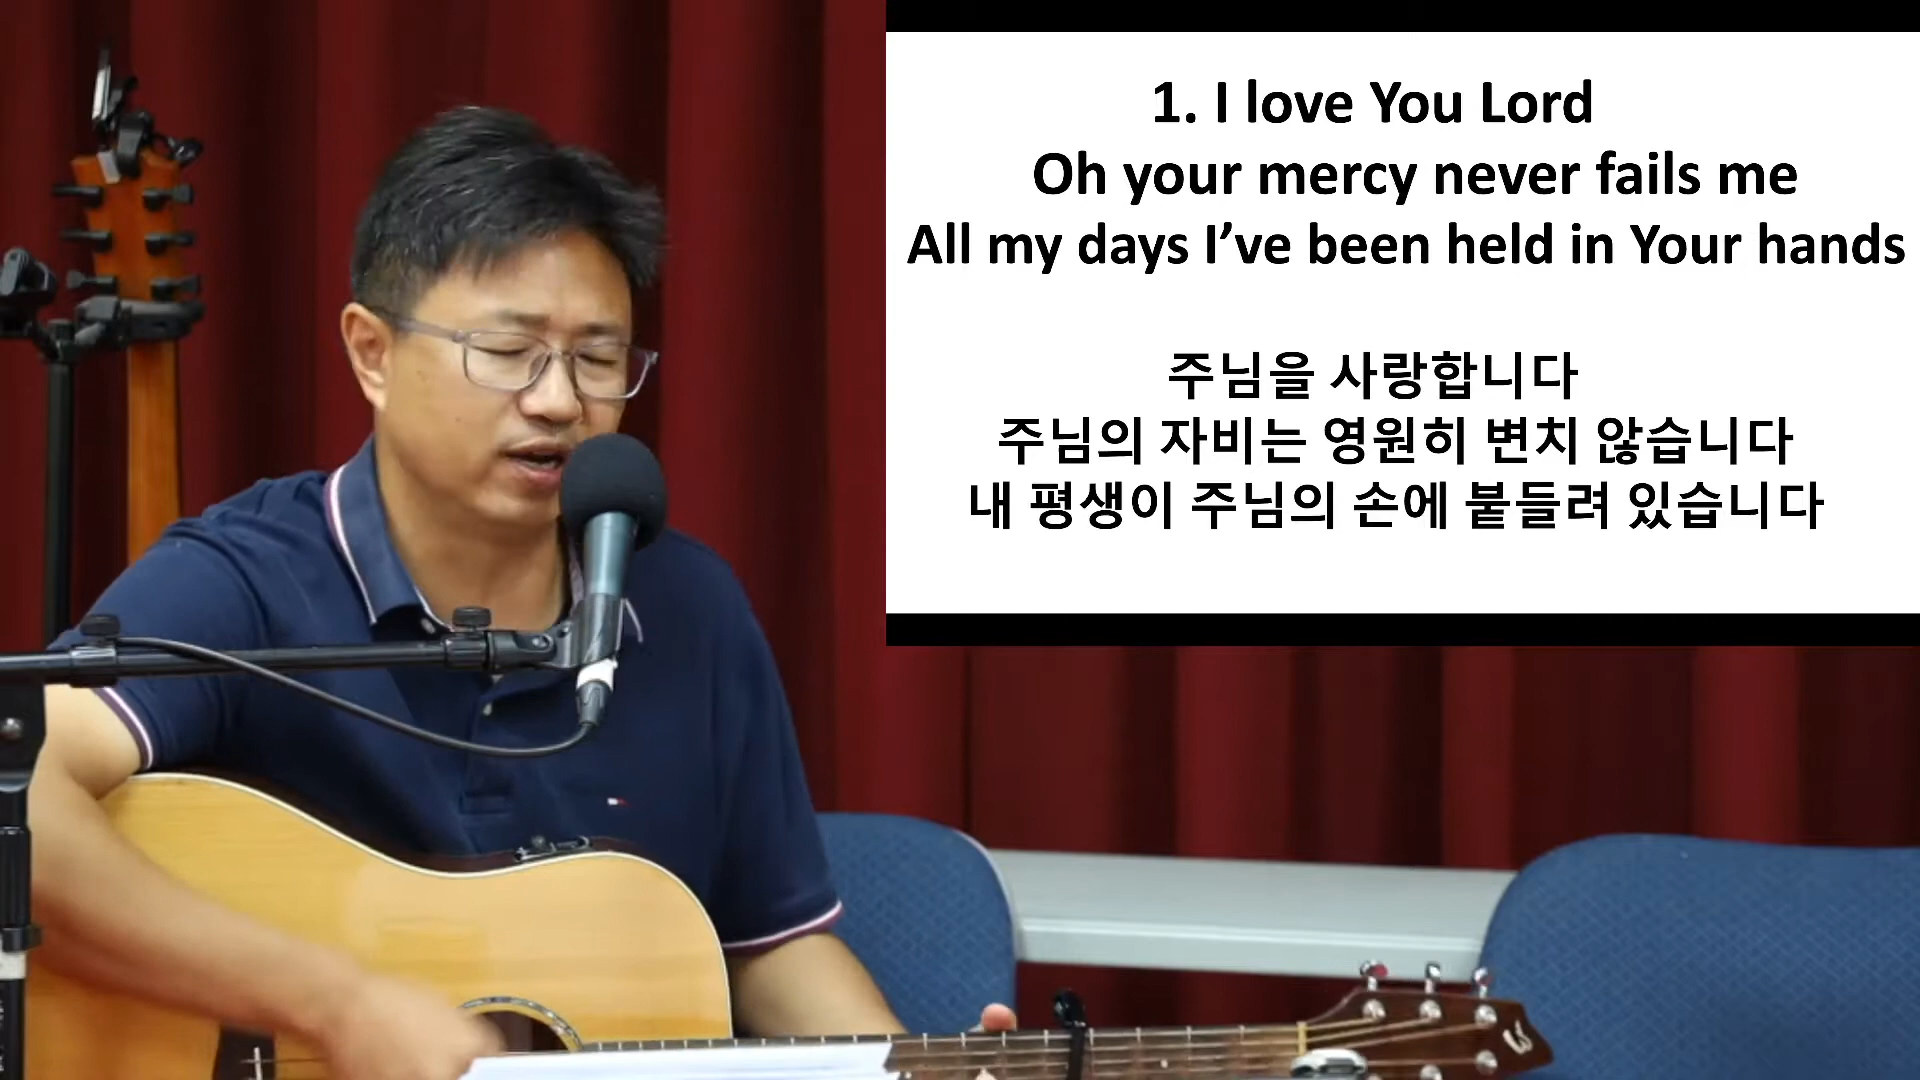 1. I love You Lord
Oh your mercy never fails me
All my days I’ve been held in Your hands
주님을 사랑합니다
주님의 자비는 영원히 변치 않습니다
내 평생이 주님의 손에 붙들려 있습니다